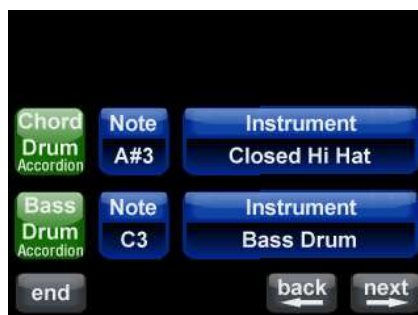 Chord Note Instrument
Drum A#3 Closed Hi Hat
Accordion
Bass Note Instrument
Drum C3 Bass Drum
Accordion
end back next